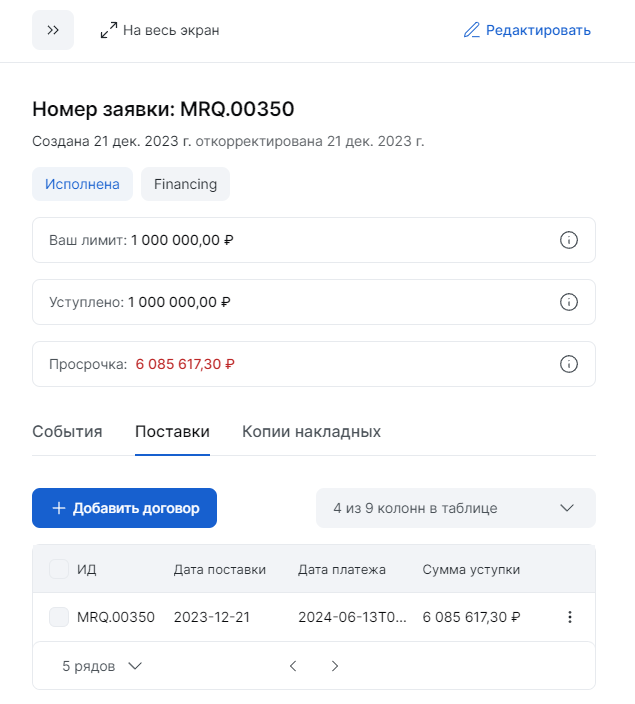 На весь экран
Редактировать
Номер заявки: MRQ.00350
Создана 21 дек. 2023 г. откорректирована 21 дек. 2023 г.
Исполнена Financing
Ваш лимит: 1 000 000,00 ₽
Уступлено: 1 000 000,00 ₽
Просрочка: 6 085 617,30 ₽
События Поставки Копии накладных
Добавить договор 4 из 9 колонн в таблице
ИД Дата поставки Дата платежа Сумма уступки
MRQ.00350 2023-12-21 2024-06-13T0... 6 085 617,30 ₽
5 рядов